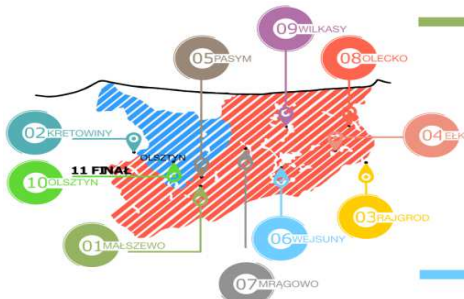 09 WILKASY
05 PASYM
08 OLECKO
02 KRETOWINY
04 EŁK
OLSZTYN
11 FINAŁ
10 OLSZTYN
03 RAJGROD
01 MAŁSZEWO
06 WEJSUNY
07 MRĄGOWO